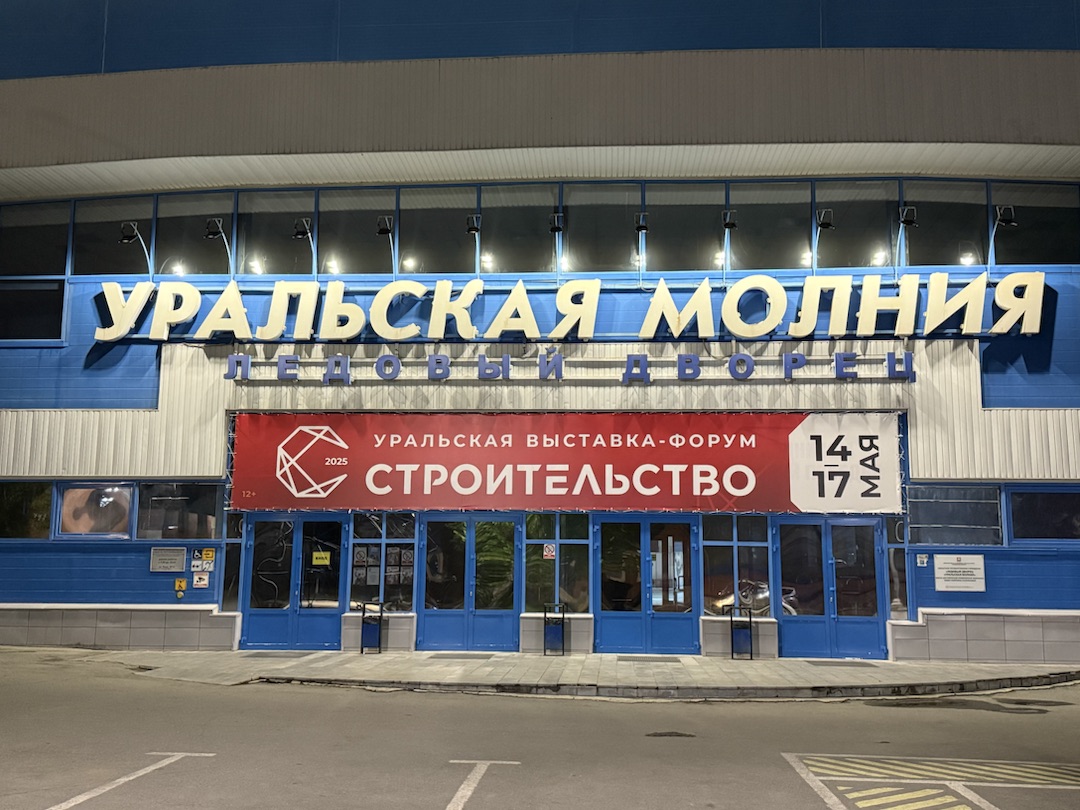 УРАЛЬСКАЯ МОЛНИЯ
ЛЕДОВЫЙ ДВОРЕЦ
УРАЛЬСКАЯ ВЫСТАВКА-ФОРУМ
2025
СТРОИТЕЛЬСТВО
12+
14
17
МАЯ